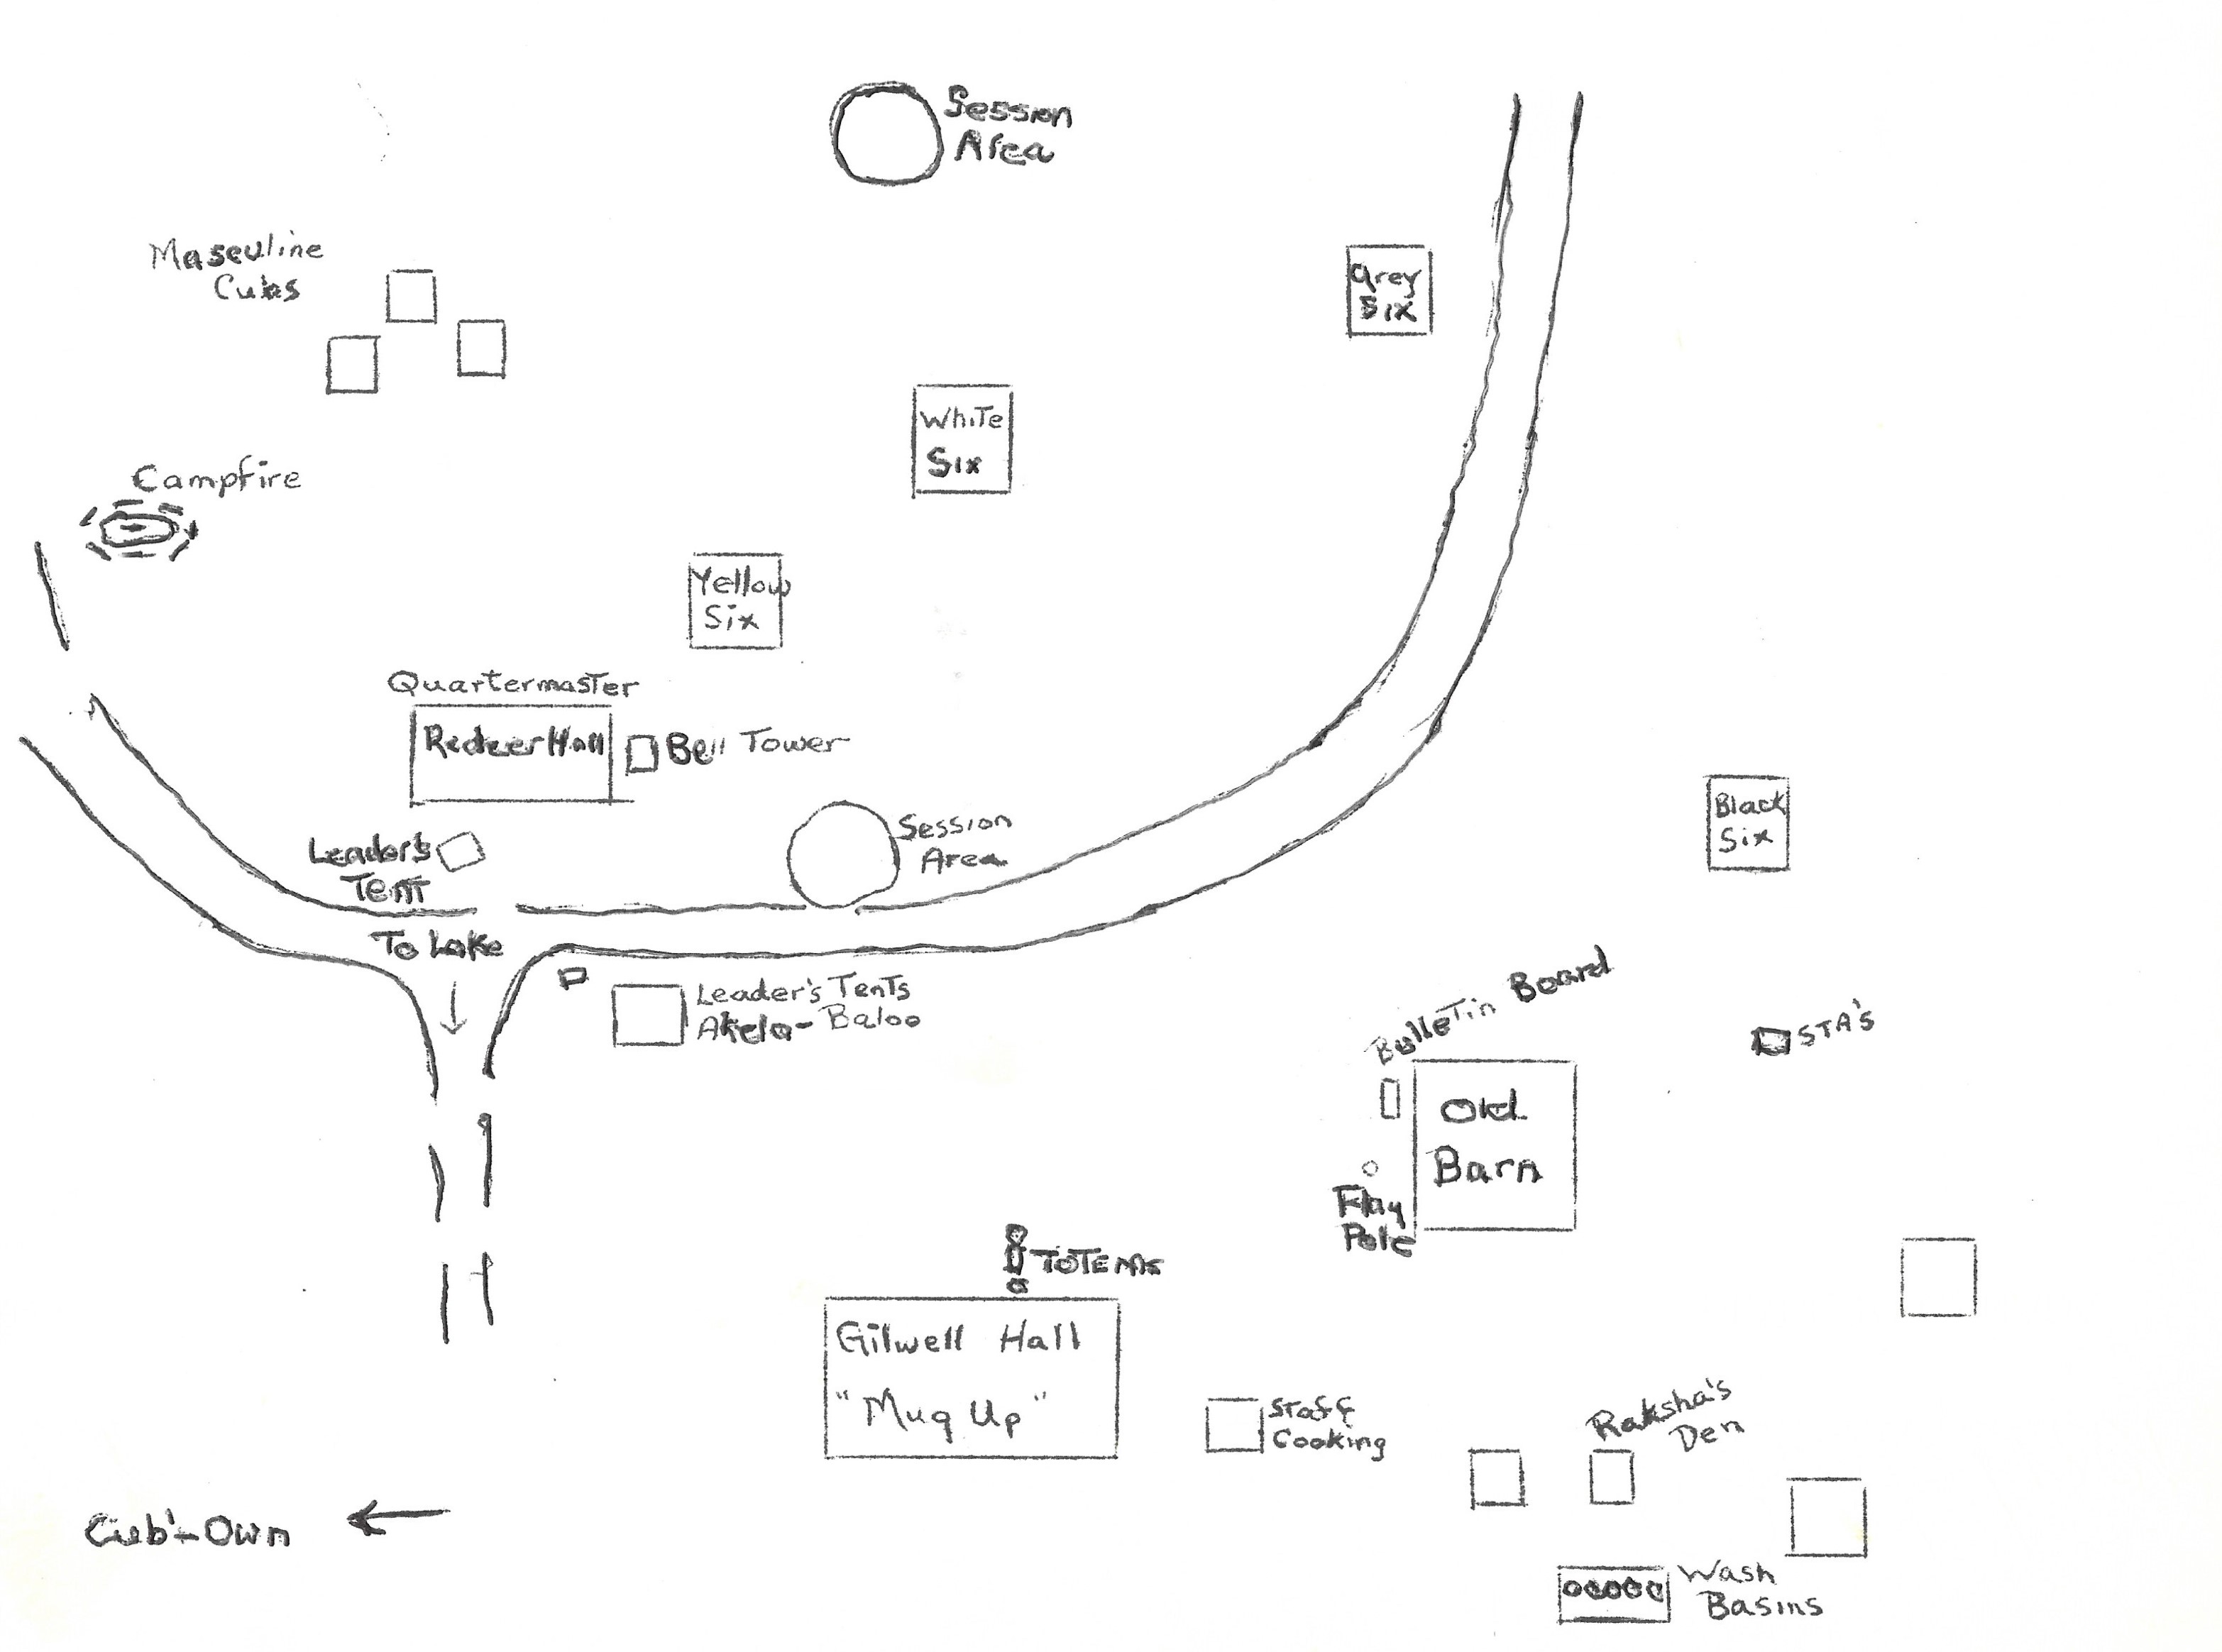 Session
Area
Masculine
Cubs
Grey
Six
White
Six
Campfire
Yellow
Six
Quartermaster
Hall
Bell Tower
Black
Six
Session
Area
Leader's
Tent
To Lake
Leader's Tents
Akela-Baloo
Bulletin Board
STA's
Old
Barn
Flag
Pole
TOTEMS
Gilwell Hall
"Mug Up"
Staff
Cooking
Raksha's
Den
Cub'-Own
Wash
Basins